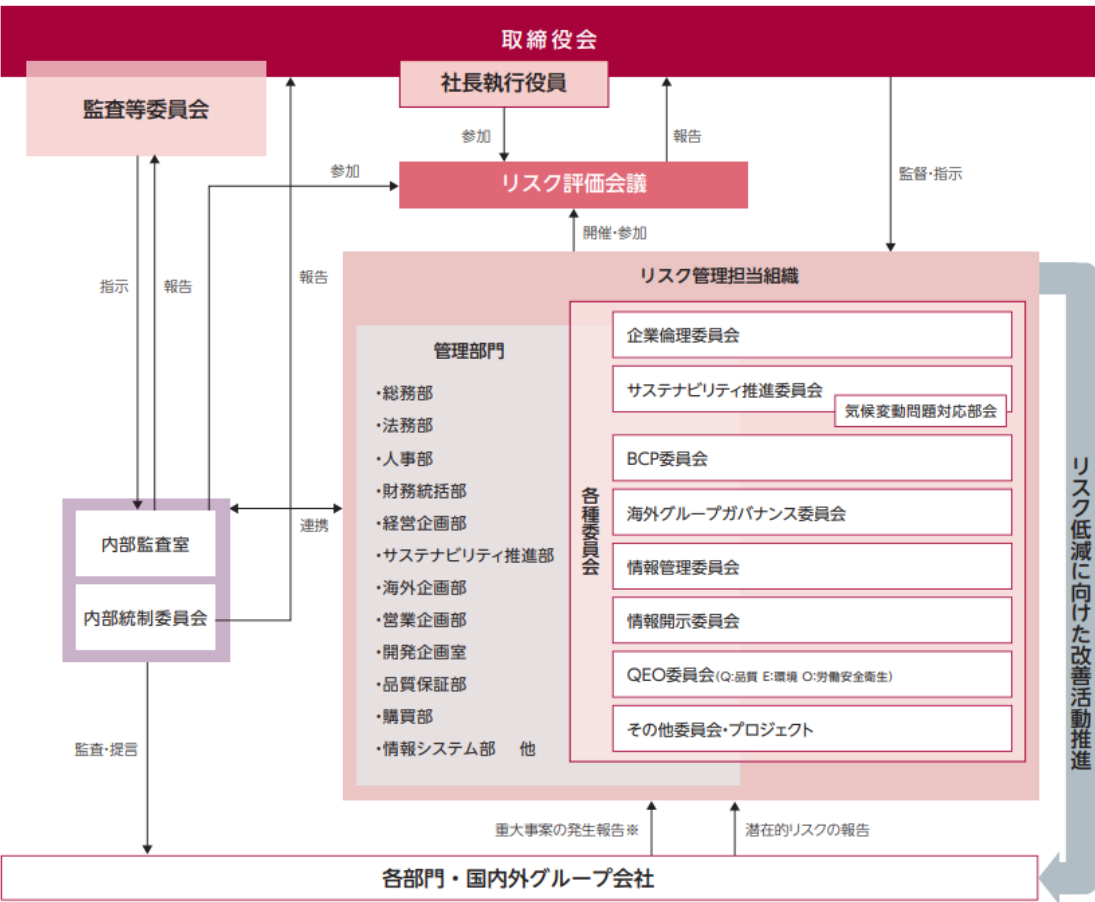 取締役会
社長執行役員
監査等委員会
参加
報告
参加
リスク評価会議
監督・指示
開催・参加
指示
報告
報告
リスク管理担当組織
管理部門
・総務部
・法務部
・人事部
・財務統括部
・経営企画部
・サステナビリティ推進部
・海外企画部
・営業企画部
・開発企画室
・品質保証部
・購買部
・情報システム部 他
各種委員会
企業倫理委員会
サステナビリティ推進委員会
気候変動問題対応部会
BCP委員会
海外グループガバナンス委員会
情報管理委員会
情報開示委員会
QEO委員会(Q:品質 E:環境 O:労働安全衛生)
その他委員会・プロジェクト
リスク低減に向けた改善活動推進
連携
内部監査室
内部統制委員会
監査・提言
重大事案の発生報告※
潜在的リスクの報告
各部門・国内外グループ会社